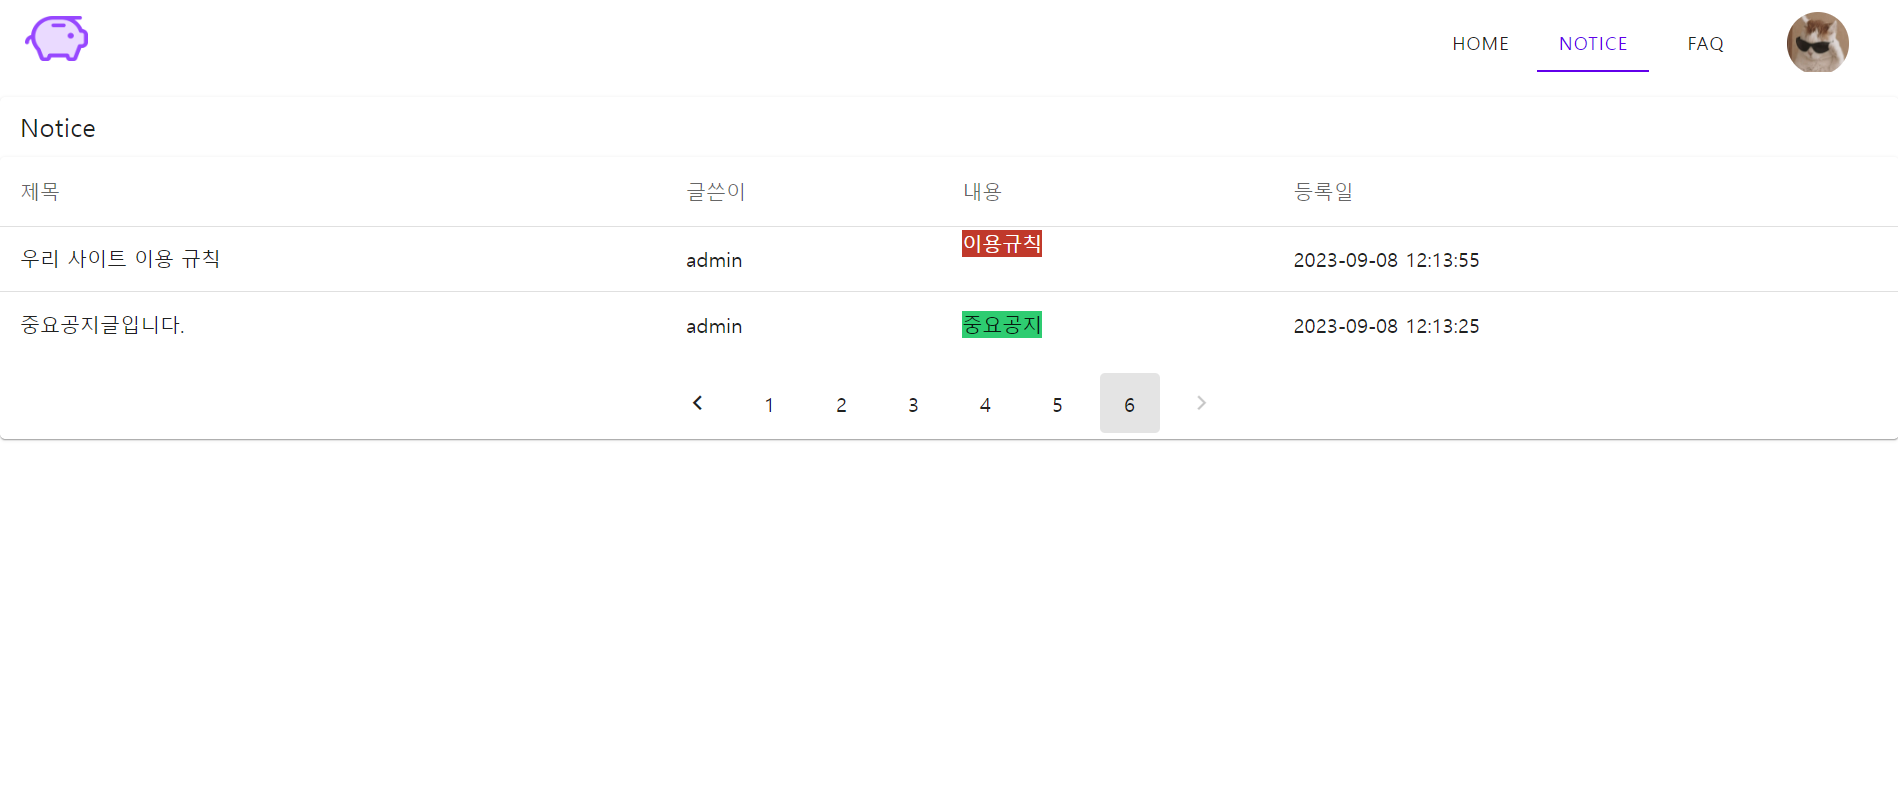 HOME NOTICE FAQ
Notice
제목 글쓴이 내용 등록일
우리 사이트 이용 규칙 admin 이용규칙 2023-09-08 12:13:55
중요공지글입니다. admin 중요공지 2023-09-08 12:13:25
1 2 3 4 5 6